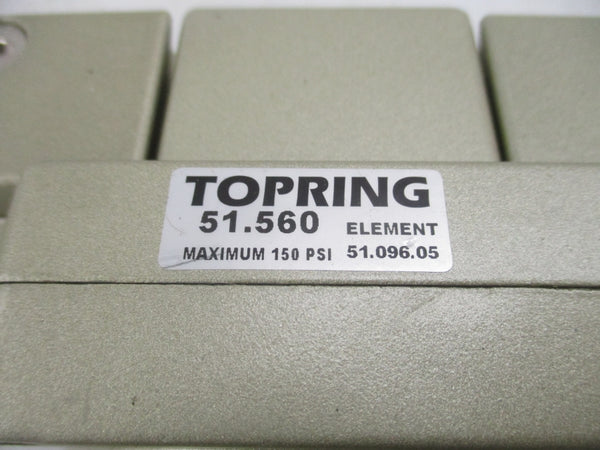 TOPRING
51.560 ELEMENT
MAXIMUM 150 PSI 51.096.05